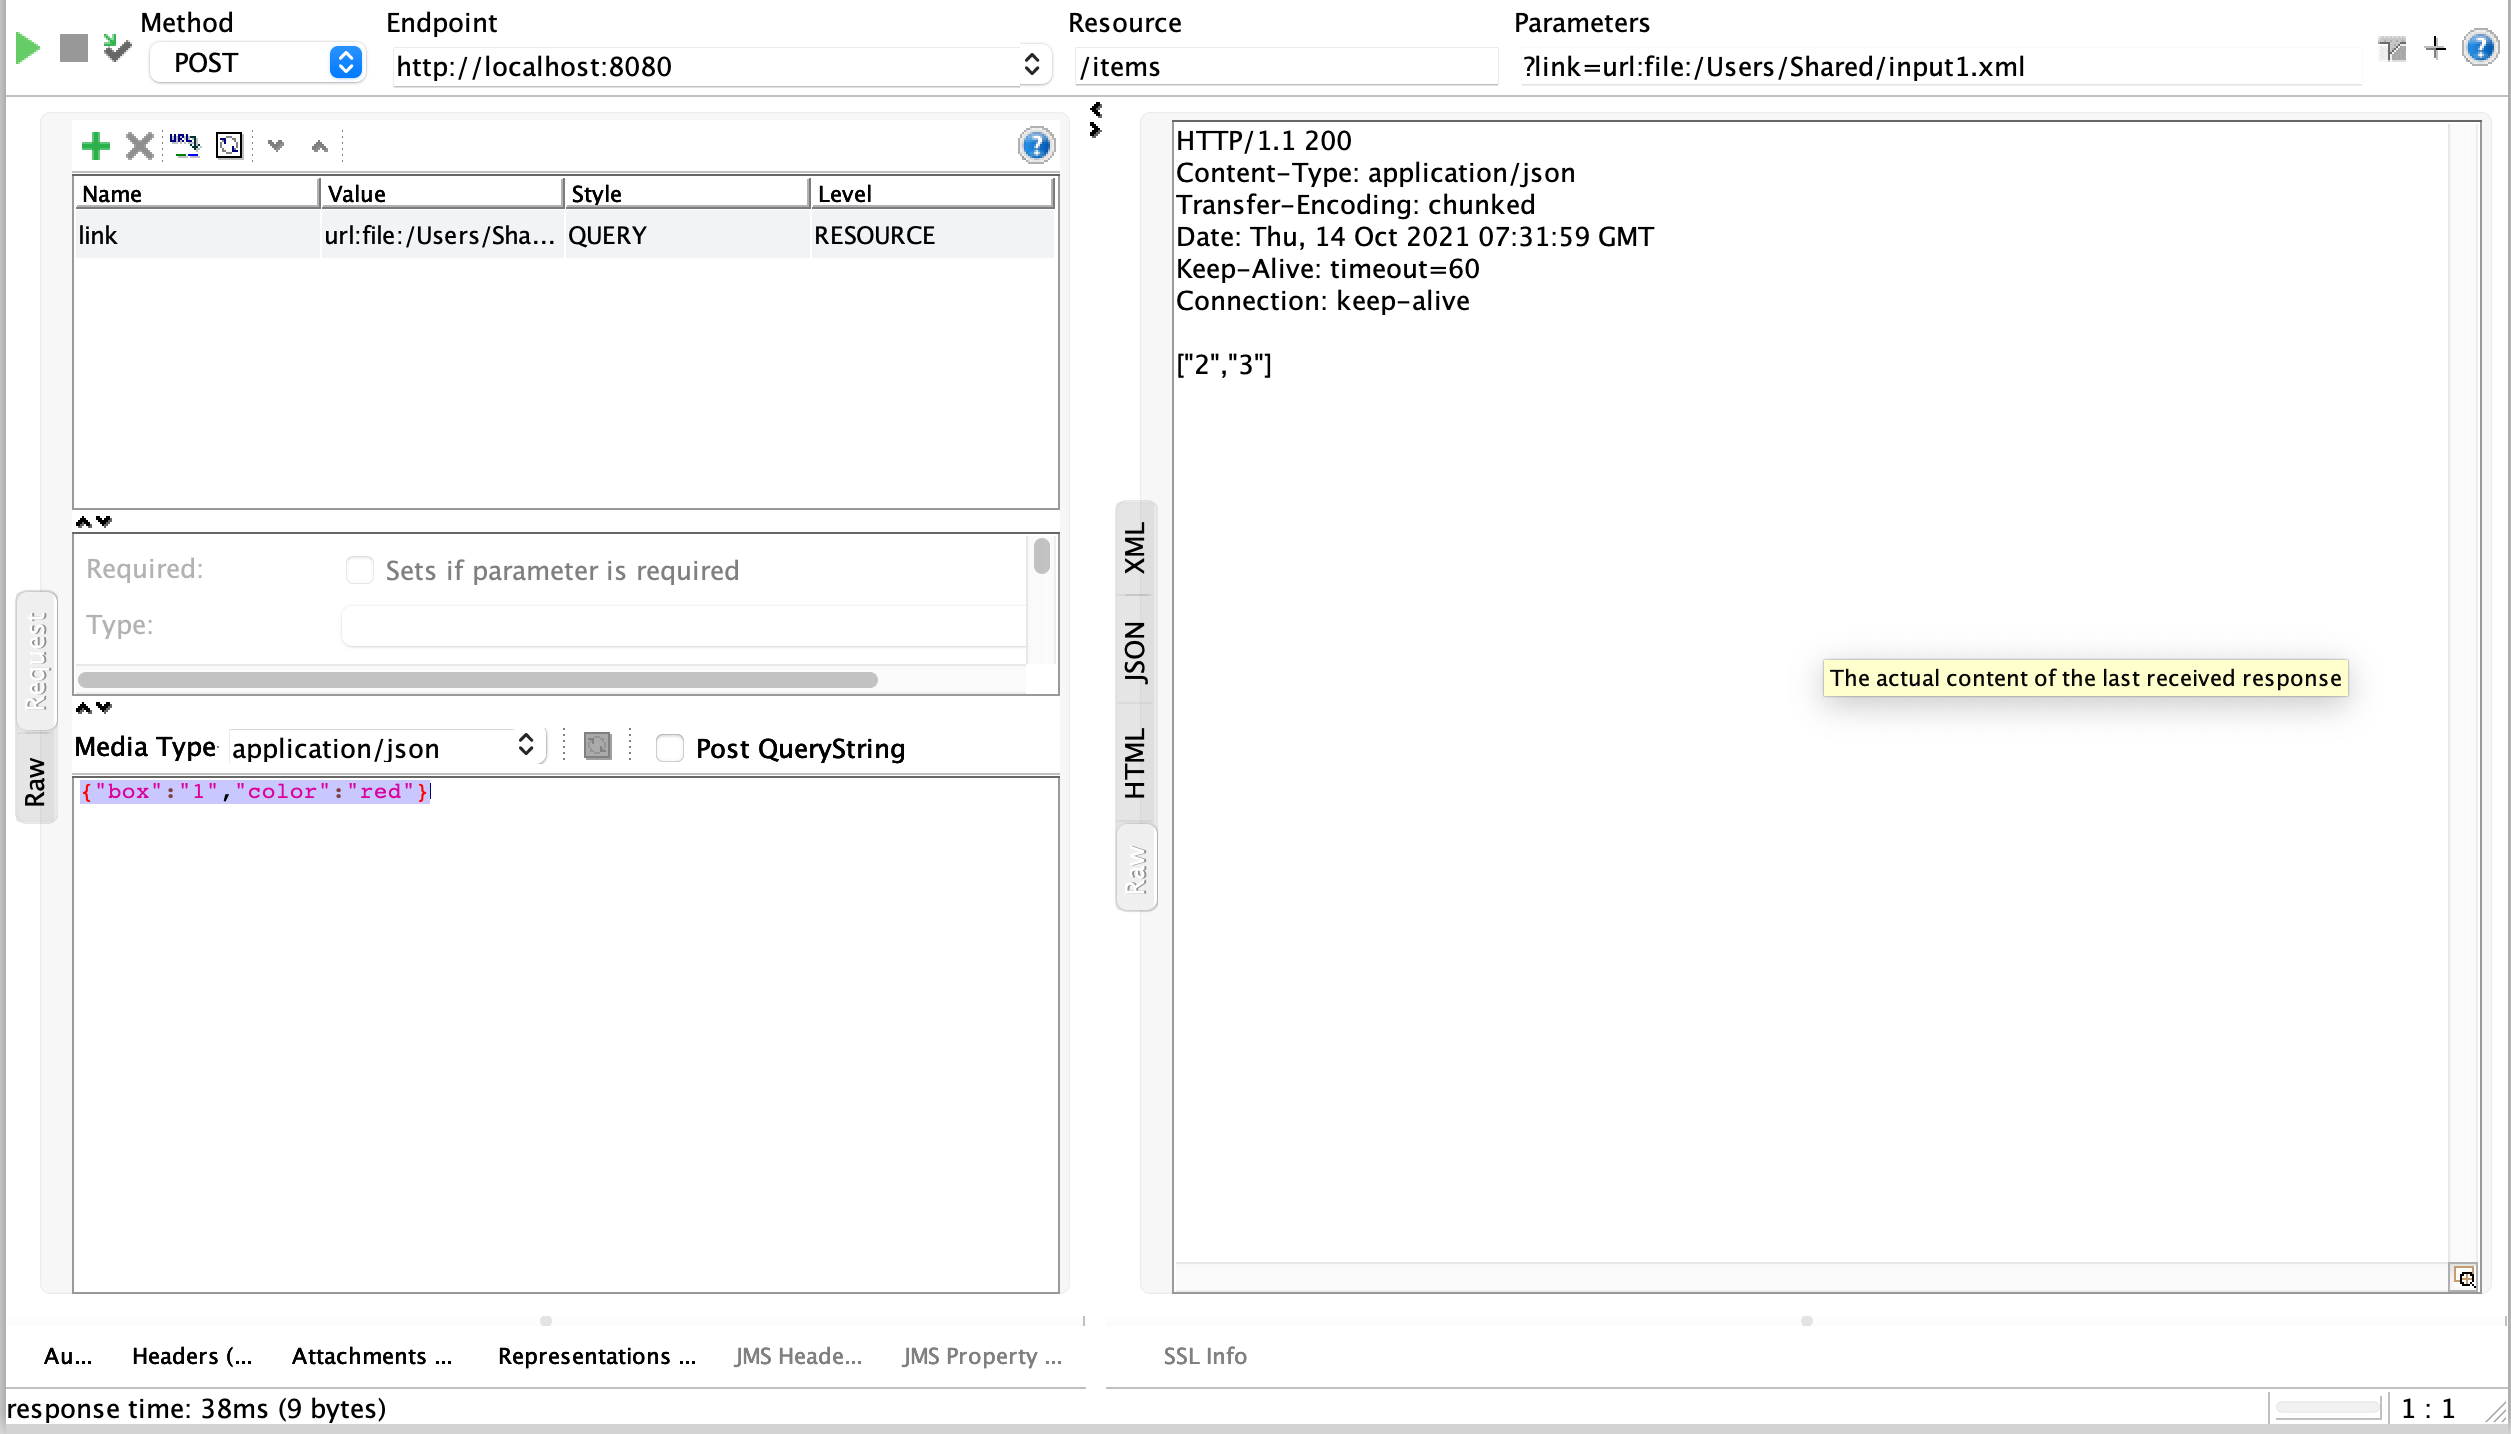 Method
Endpoint
Resource
Parameters
POST
http://localhost:8080
/items
?link=url:file:/Users/Shared/input1.xml
URL
Name
Value
Style
Level
link
url:file:/Users/Sha...
QUERY
RESOURCE
Required:
Sets if parameter is required
Type:
Request
Raw
Media Type
application/json
Post QueryString
{"box":"1","color":"red"}
XML
JSON
HTML
Raw
HTTP/1.1 200
Content-Type: application/json
Transfer-Encoding: chunked
Date: Thu, 14 Oct 2021 07:31:59 GMT
Keep-Alive: timeout=60
Connection: keep-alive
["2","3"]
The actual content of the last received response
Au...
Headers (...
Attachments ...
Representations ...
JMS Heade...
JMS Property ...
SSL Info
response time: 38ms (9 bytes)
1 : 1